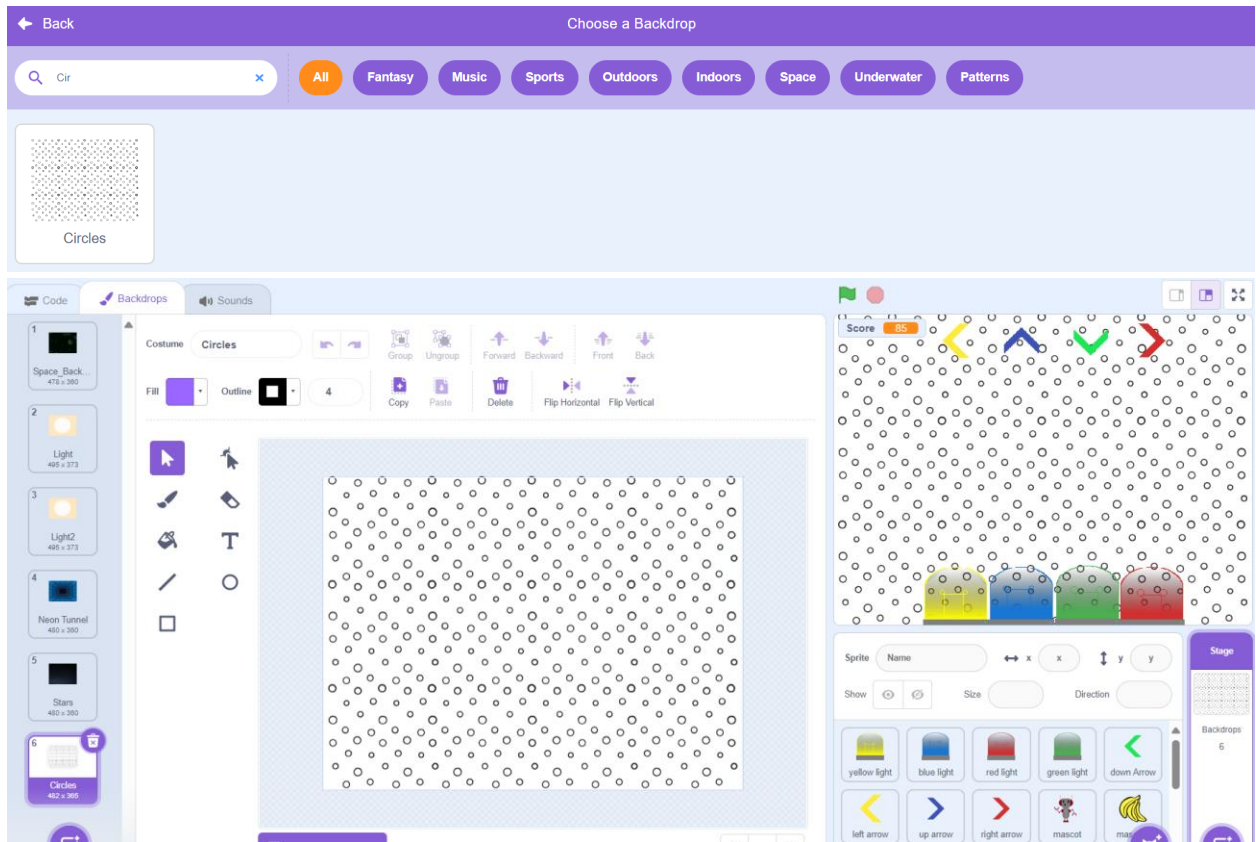 Back
Choose a Backdrop
Cir
All Fantasy Music Sports Outdoors Indoors Space Underwater Patterns
Circles
Code Backdrops Sounds
1
Space_Back...
478 x 360
2
Light
495 x 373
3
Light2
495 x 373
4
Neon Tunnel
480 x 360
5
Stars
480 x 360
6
Circles
482 x 365
Costume Circles
Group Ungroup Forward Backward Front Back
Fill Outline 4
Copy Paste Delete Flip Horizontal Flip Vertical
T
Score 85
Sprite Name x x y y
Show Size Direction
Stage
Backdrops
6
yellow light blue light red light green light down Arrow
left arrow up arrow right arrow mascot